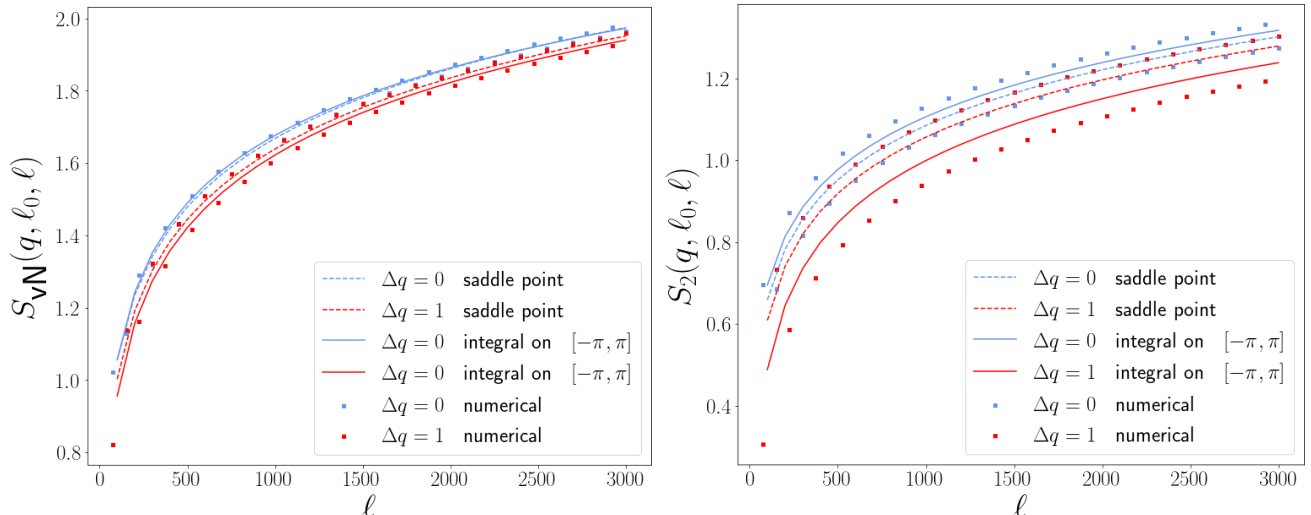 2.0
1.8
1.6
1.4
1.2
1.0
0.8
S_vN(q, ℓ₀, ℓ)
Δq = 0 saddle point
Δq = 1 saddle point
Δq = 0 integral on [−π, π]
Δq = 0 integral on [−π, π]
Δq = 0 numerical
Δq = 1 numerical
0 500 1000 1500 2000 2500 3000
ℓ
1.2
1.0
0.8
0.6
0.4
S₂(q, ℓ₀, ℓ)
Δq = 0 saddle point
Δq = 1 saddle point
Δq = 0 integral on [−π, π]
Δq = 1 integral on [−π, π]
Δq = 0 numerical
Δq = 1 numerical
0 500 1000 1500 2000 2500 3000
ℓ